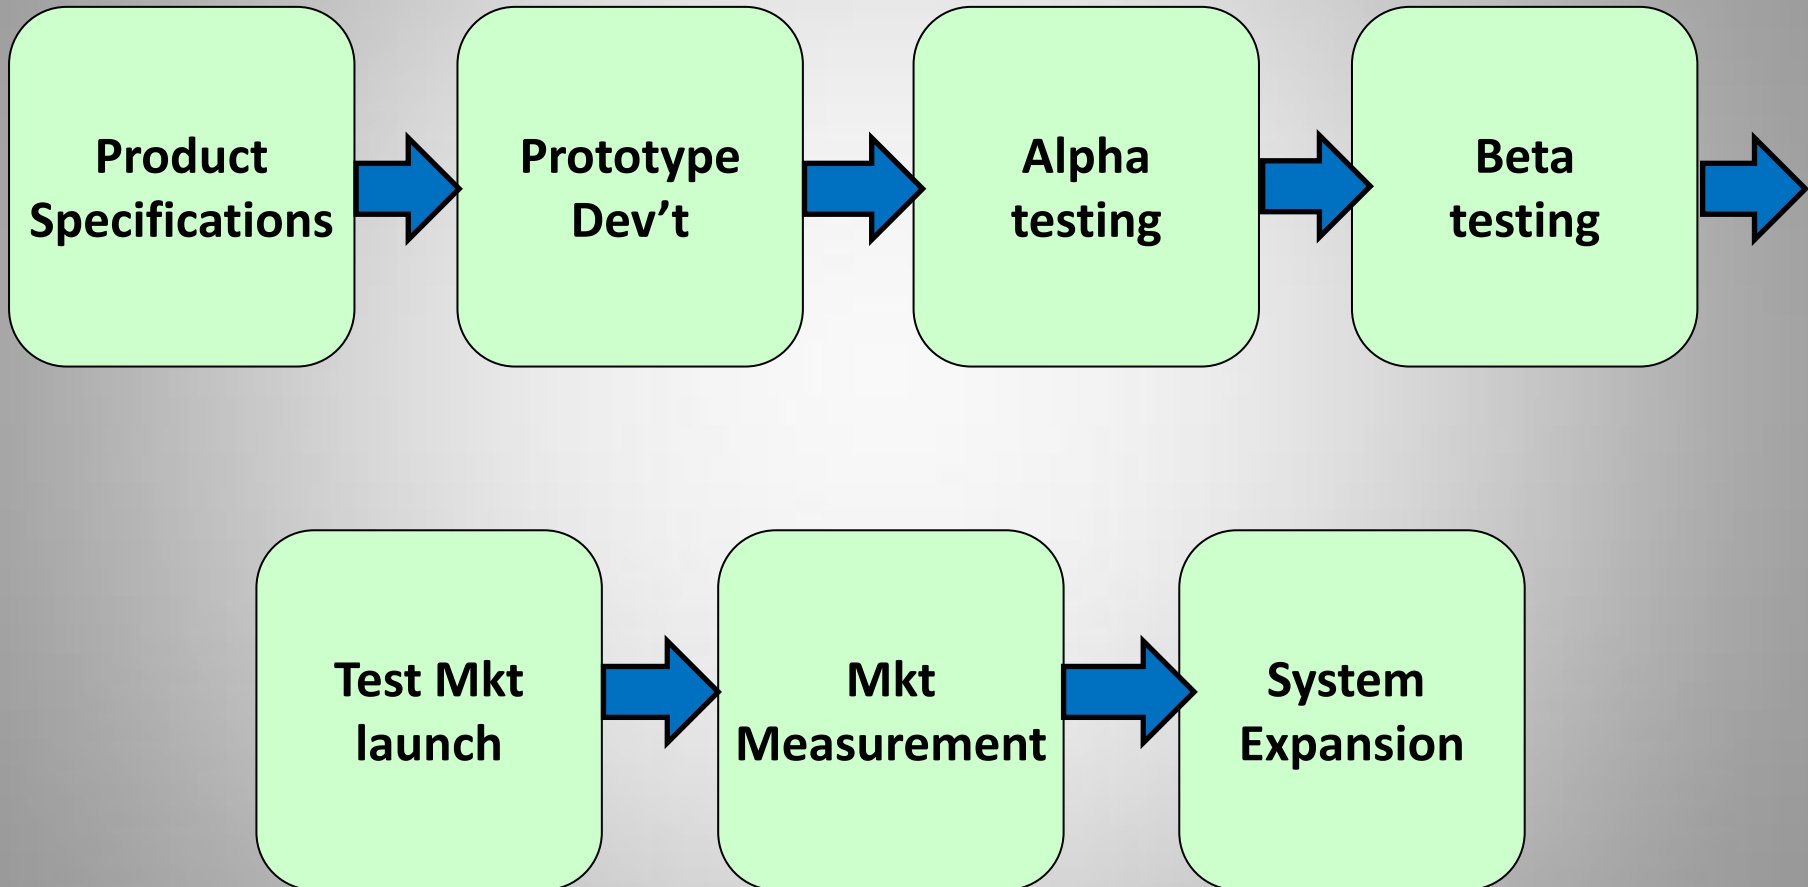 Product
Specifications
Prototype
Dev’t
Alpha
testing
Beta
testing
Test Mkt
launch
Mkt
Measurement
System
Expansion